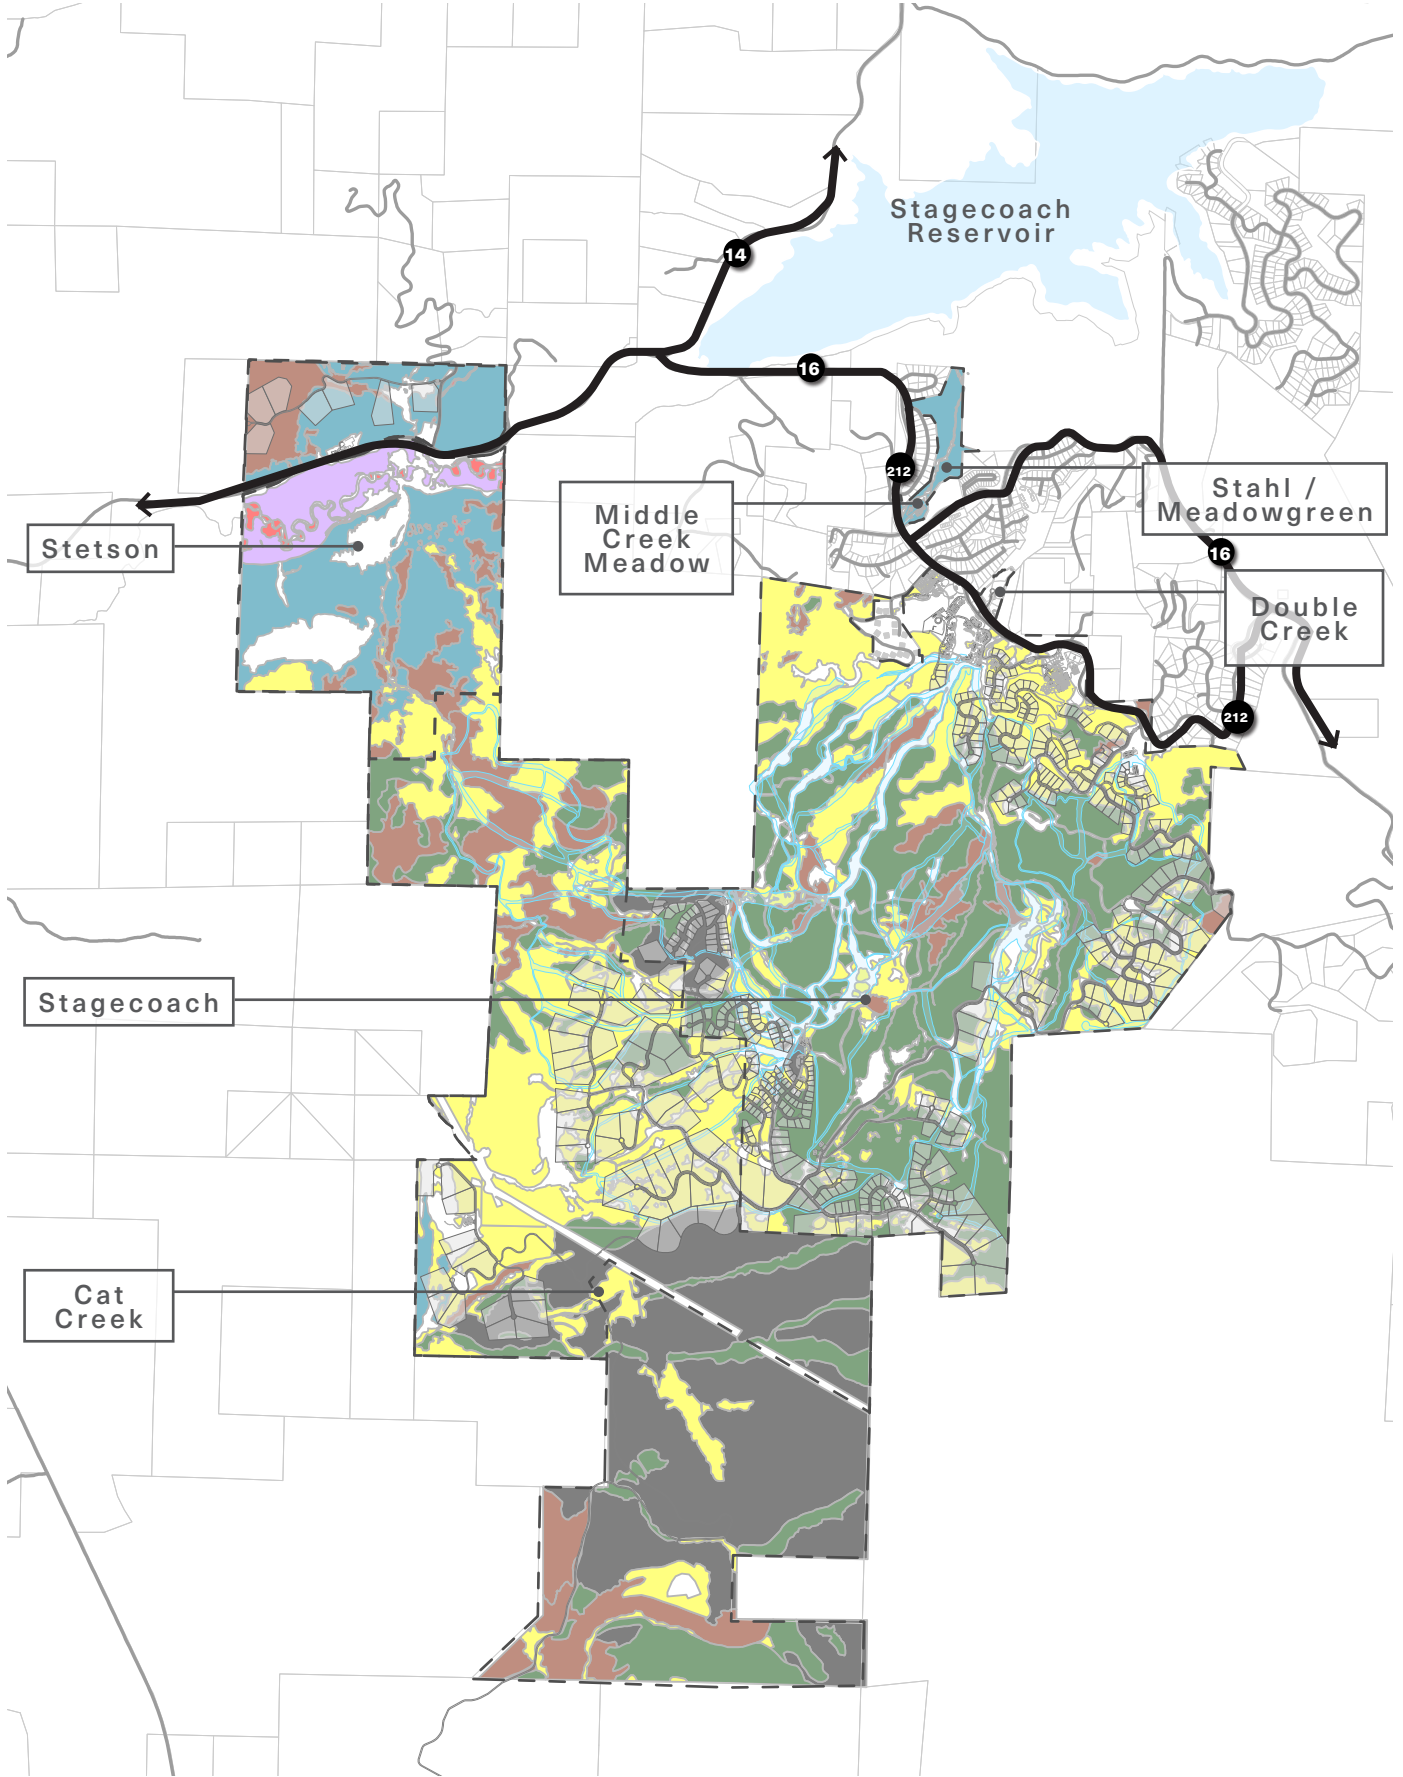 Stagecoach
Reservoir
14
16
212
Stahl /
Meadowgreen
Middle
Creek
Meadow
Stetson
16
Double
Creek
212
Stagecoach
Cat
Creek